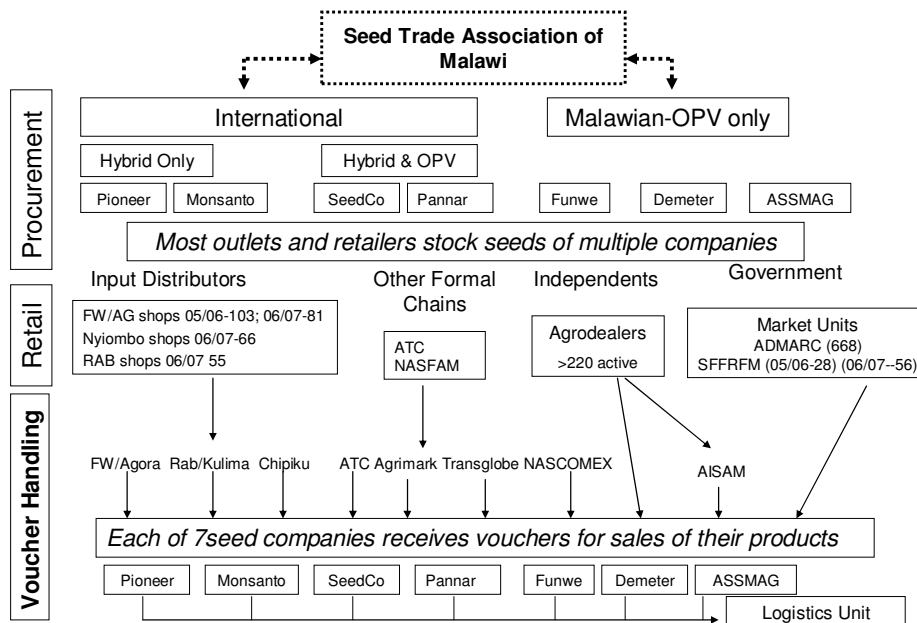 Seed Trade Association of
Malawi
Procurement
International
Malawian-OPV only
Hybrid Only
Hybrid & OPV
Pioneer
Monsanto
SeedCo
Pannar
Funwe
Demeter
ASSMAG
Most outlets and retailers stock seeds of multiple companies
Retail
Input Distributors
Other Formal
Chains
Independents
Government
FW/AG shops 05/06-103; 06/07-81
Nyiombo shops 06/07-66
RAB shops 06/07 55
ATC
NASFAM
Agrodealers
>220 active
Market Units
ADMARC (668)
SFFRFM (05/06-28) (06/07--56)
Voucher Handling
FW/Agora Rab/Kulima Chipiku
ATC Agrimark Transglobe NASCOMEX
AISAM
Each of 7seed companies receives vouchers for sales of their products
Pioneer
Monsanto
SeedCo
Pannar
Funwe
Demeter
ASSMAG
Logistics Unit